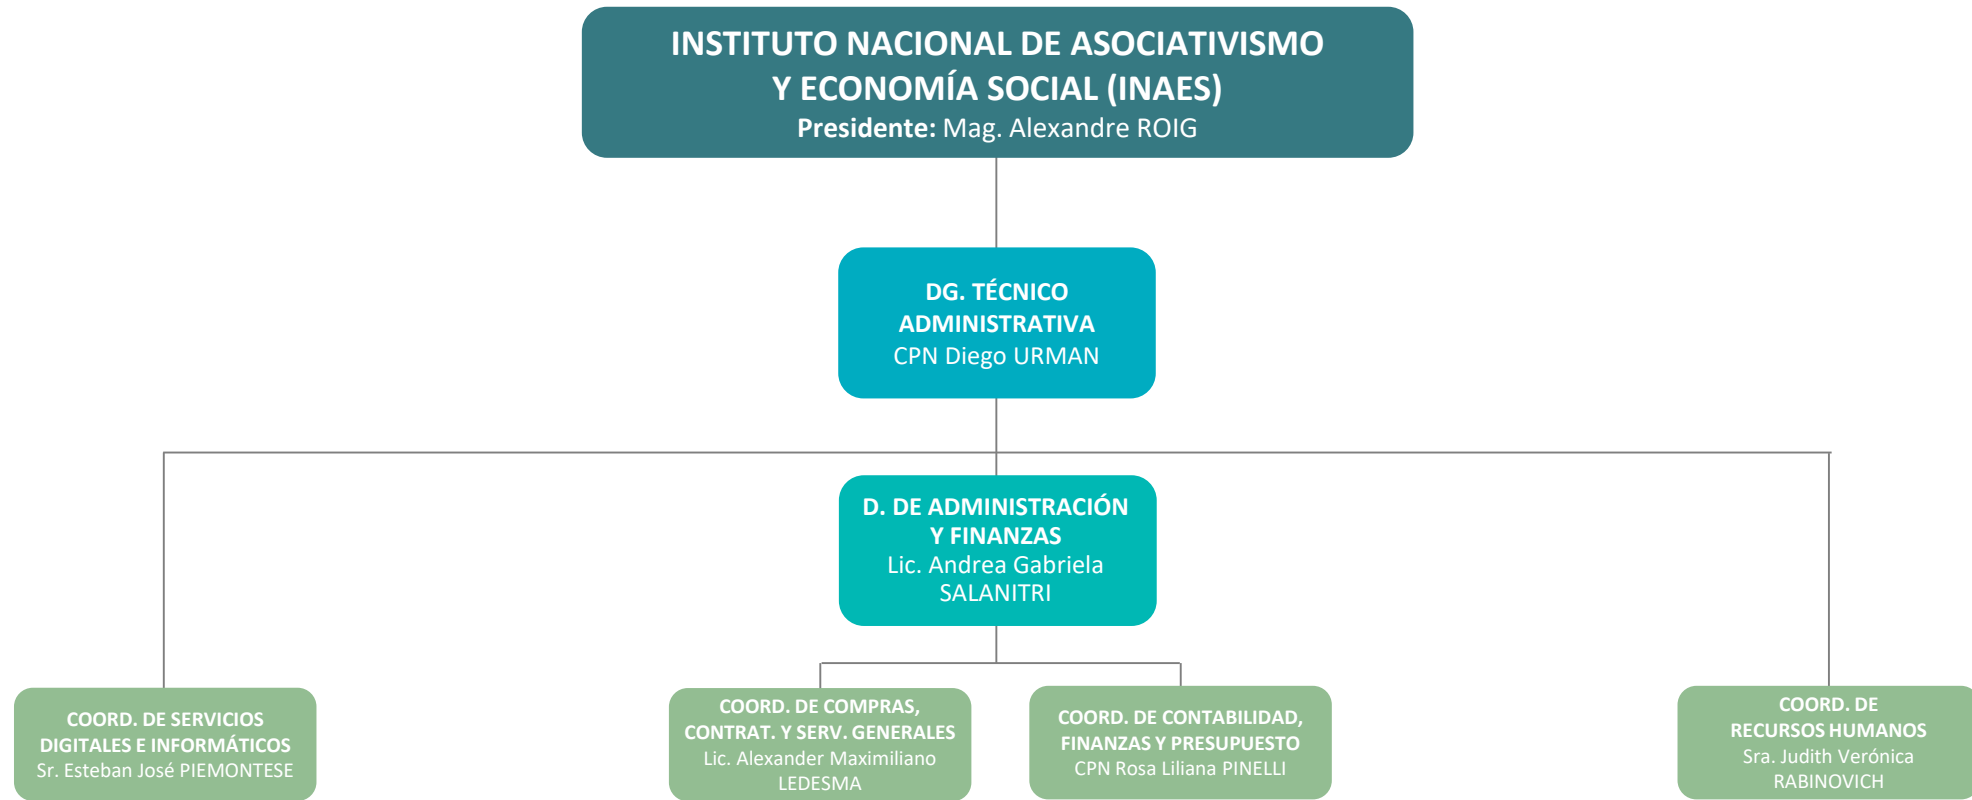 INSTITUTO NACIONAL DE ASOCIATIVISMO
Y ECONOMÍA SOCIAL (INAES)
Presidente: Mag. Alexandre ROIG
DG. TÉCNICO
ADMINISTRATIVA
CPN Diego URMAN
D. DE ADMINISTRACIÓN
Y FINANZAS
Lic. Andrea Gabriela
SALANITRI
COORD. DE SERVICIOS
DIGITALES E INFORMÁTICOS
Sr. Esteban José PIEMONTESE
COORD. DE COMPRAS,
CONTRAT. Y SERV. GENERALES
Lic. Alexander Maximiliano
LEDESMA
COORD. DE CONTABILIDAD,
FINANZAS Y PRESUPUESTO
CPN Rosa Liliana PINELLI
COORD. DE
RECURSOS HUMANOS
Sra. Judith Verónica
RABINOVICH